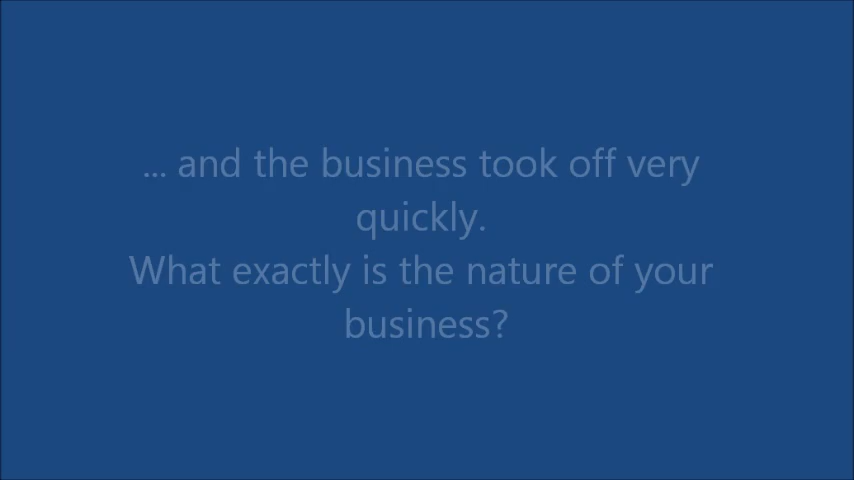 ... and the business took off very
quickly.
What exactly is the nature of your
business?